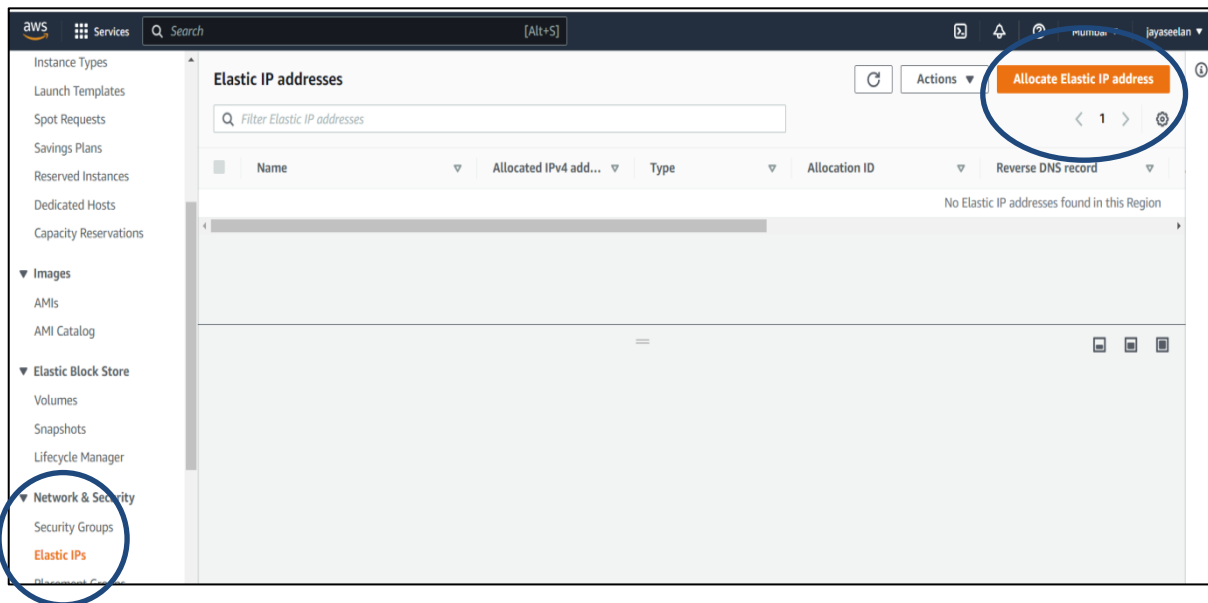 aws Services Search [Alt+S] Mumbai jayaseelan
Instance Types
Launch Templates
Spot Requests
Savings Plans
Reserved Instances
Dedicated Hosts
Capacity Reservations
Images
AMIs
AMI Catalog
Elastic Block Store
Volumes
Snapshots
Lifecycle Manager
Network & Security
Security Groups
Elastic IPs
Placement Groups
Elastic IP addresses Actions Allocate Elastic IP address
Filter Elastic IP addresses 1
Name Allocated IPv4 add... Type Allocation ID Reverse DNS record
No Elastic IP addresses found in this Region